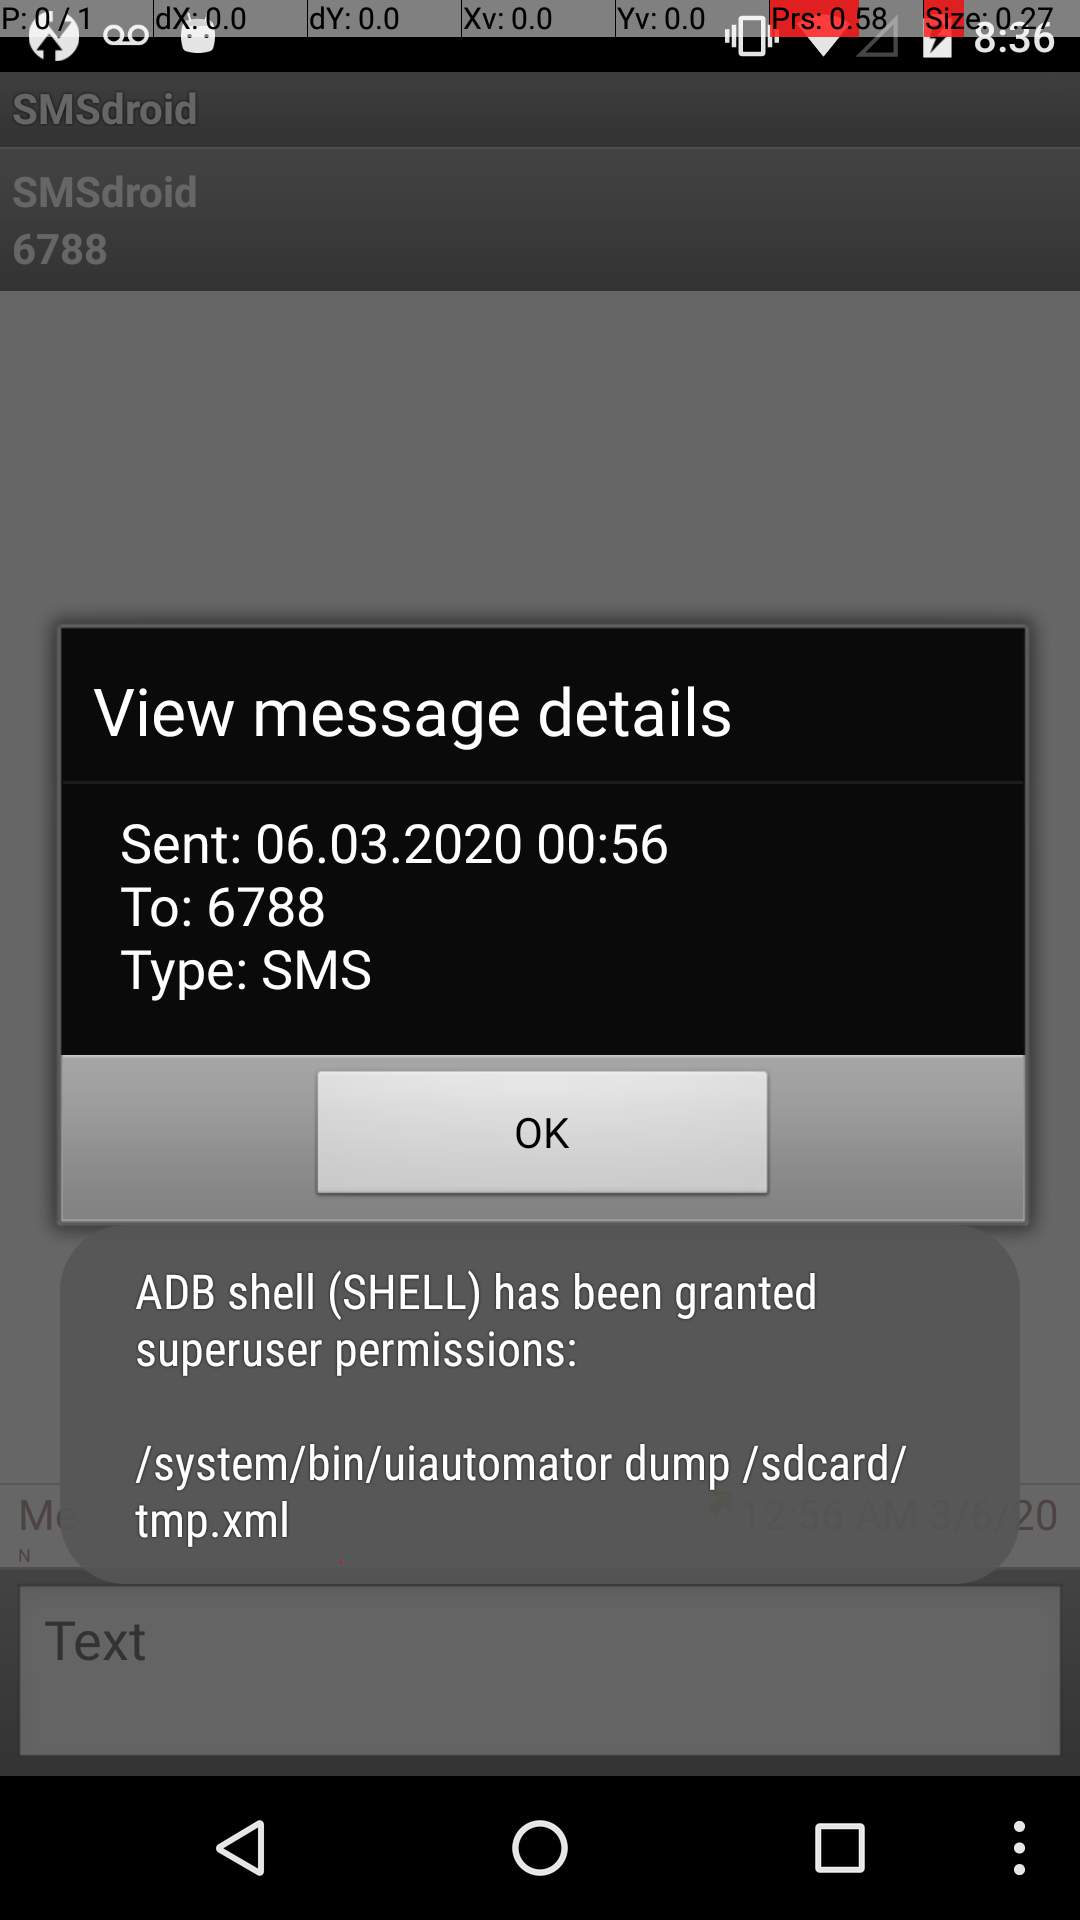 P: 0 / 1 dX: 0.0 dY: 0.0 Xv: 0.0 Yv: 0.0 Prs: 0.58 Size: 0.27
8:36
SMSdroid
SMSdroid
6788
View message details
Sent: 06.03.2020 00:56
To: 6788
Type: SMS
OK
ADB shell (SHELL) has been granted
superuser permissions:
/system/bin/uiautomator dump /sdcard/
tmp.xml
Me 12:56 AM 3/6/20
N
Text